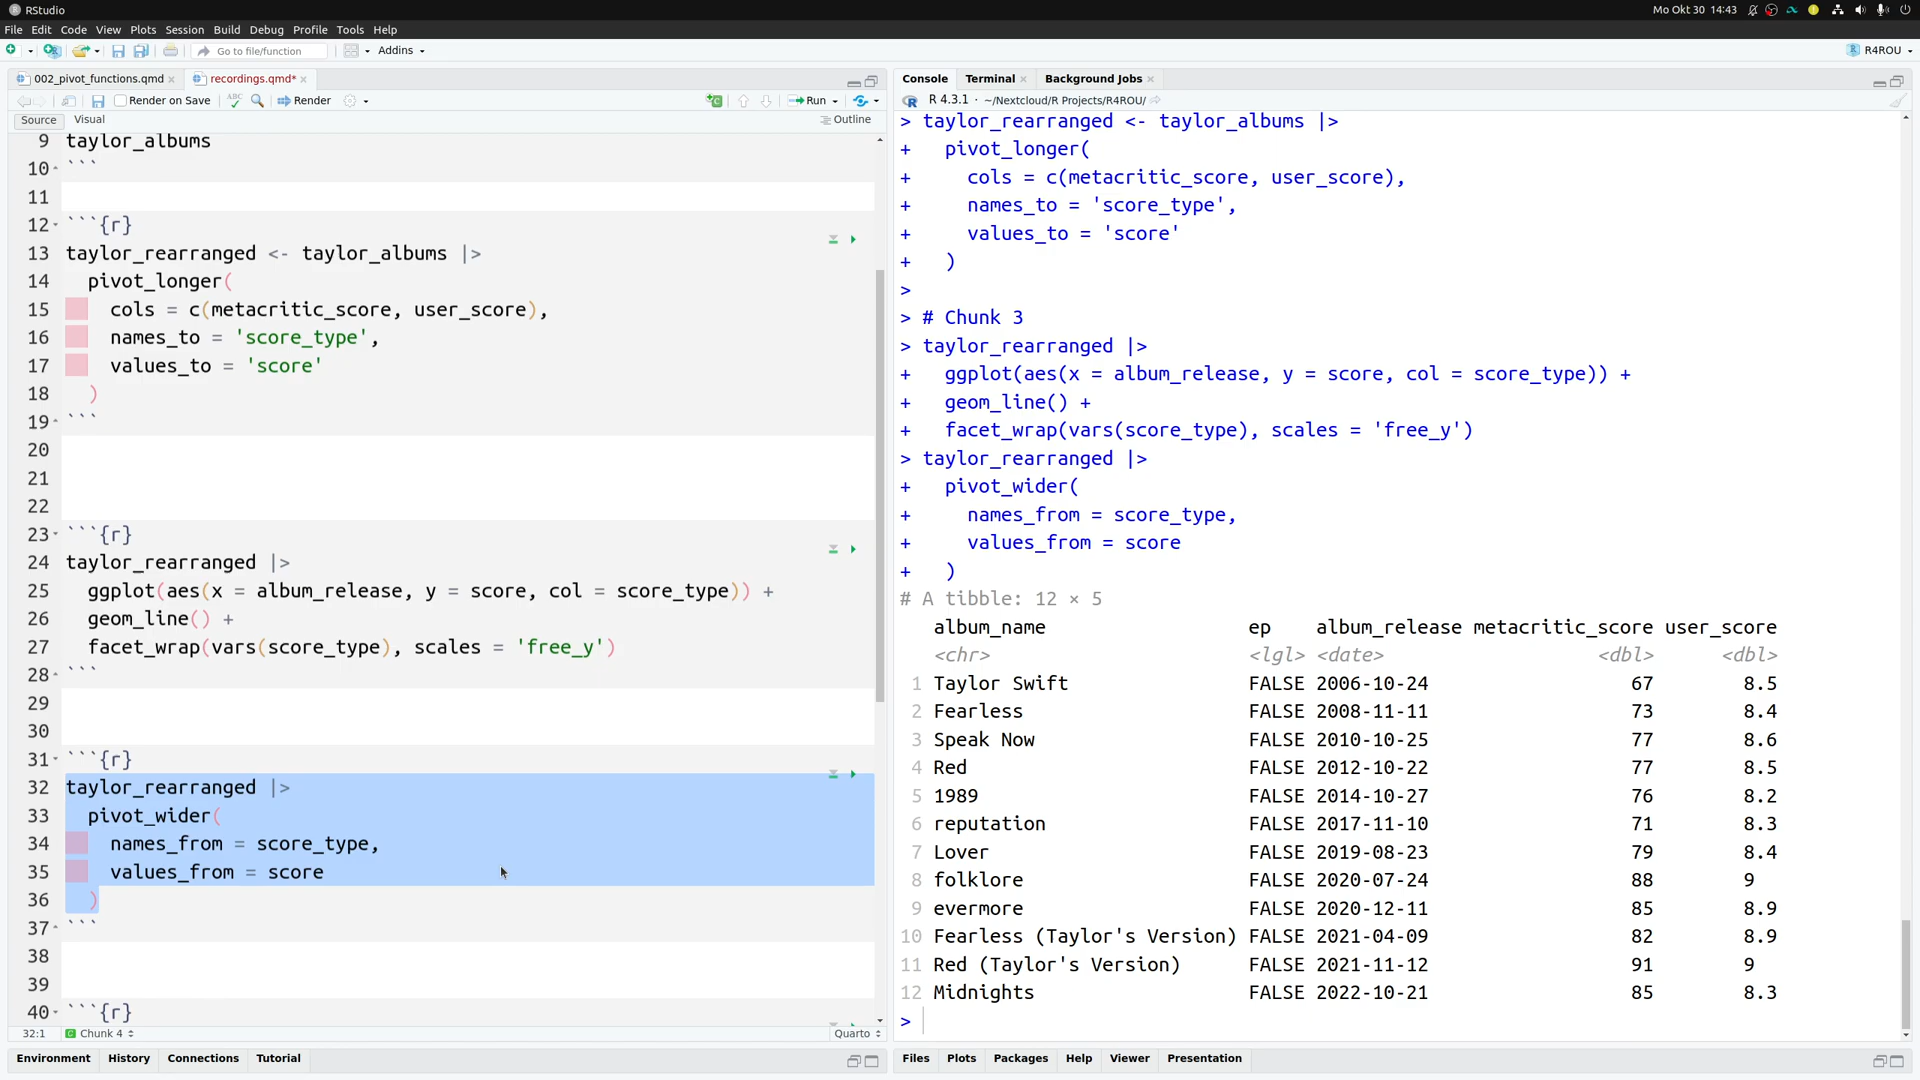 RStudio
Mo Okt 30 14:43
File Edit Code View Plots Session Build Debug Profile Tools Help
Go to file/function
Addins
R4ROU
002_pivot_functions.qmd
recordings.qmd*
Render on Save
ABC
Render
Run
Source Visual
Outline
9 taylor_albums
10 ```
11
12 ```{r}
13 taylor_rearranged <- taylor_albums |>
14 pivot_longer(
15 cols = c(metacritic_score, user_score),
16 names_to = 'score_type',
17 values_to = 'score'
18 )
19 ```
20
21
22
23 ```{r}
24 taylor_rearranged |>
25 ggplot(aes(x = album_release, y = score, col = score_type)) +
26 geom_line() +
27 facet_wrap(vars(score_type), scales = 'free_y')
28 ```
29
30
31 ```{r}
32 taylor_rearranged |>
33 pivot_wider(
34 names_from = score_type,
35 values_from = score
36 )
37 ```
38
39
40 ```{r}
32:1 Chunk 4 Quarto
Environment History Connections Tutorial
Console Terminal Background Jobs
R 4.3.1 · ~/Nextcloud/R Projects/R4ROU/
> taylor_rearranged <- taylor_albums |>
+ pivot_longer(
+ cols = c(metacritic_score, user_score),
+ names_to = 'score_type',
+ values_to = 'score'
+ )
>
> # Chunk 3
> taylor_rearranged |>
+ ggplot(aes(x = album_release, y = score, col = score_type)) +
+ geom_line() +
+ facet_wrap(vars(score_type), scales = 'free_y')
> taylor_rearranged |>
+ pivot_wider(
+ names_from = score_type,
+ values_from = score
+ )
# A tibble: 12 × 5
album_name ep album_release metacritic_score user_score
<chr> <lgl> <date> <dbl> <dbl>
1 Taylor Swift FALSE 2006-10-24 67 8.5
2 Fearless FALSE 2008-11-11 73 8.4
3 Speak Now FALSE 2010-10-25 77 8.6
4 Red FALSE 2012-10-22 77 8.5
5 1989 FALSE 2014-10-27 76 8.2
6 reputation FALSE 2017-11-10 71 8.3
7 Lover FALSE 2019-08-23 79 8.4
8 folklore FALSE 2020-07-24 88 9
9 evermore FALSE 2020-12-11 85 8.9
10 Fearless (Taylor's Version) FALSE 2021-04-09 82 8.9
11 Red (Taylor's Version) FALSE 2021-11-12 91 9
12 Midnights FALSE 2022-10-21 85 8.3
>
Files Plots Packages Help Viewer Presentation